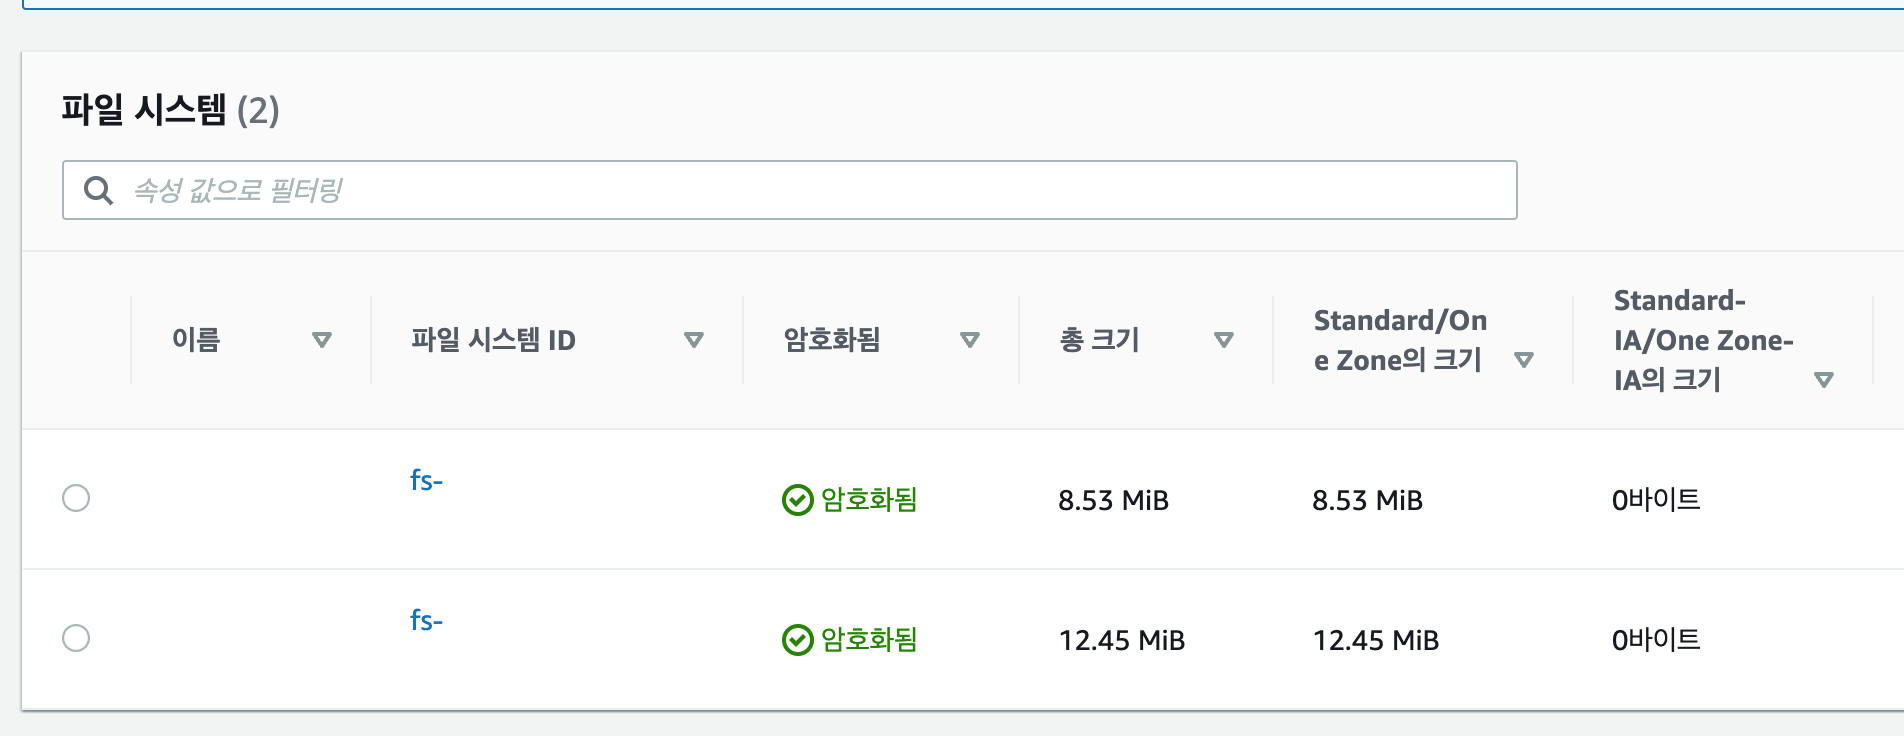 파일 시스템 (2)
속성 값으로 필터링
이름
파일 시스템 ID
암호화됨
총 크기
Standard/On
e Zone의 크기
Standard-
IA/One Zone-
IA의 크기
fs-
암호화됨
8.53 MiB
8.53 MiB
0바이트
fs-
암호화됨
12.45 MiB
12.45 MiB
0바이트